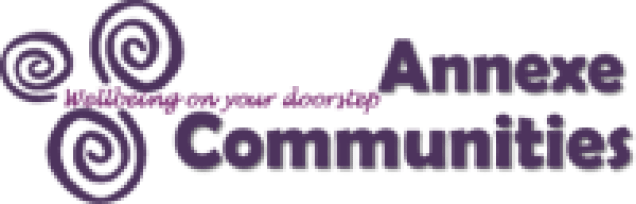 Annexe
Wellbeing on your doorstep
Communities